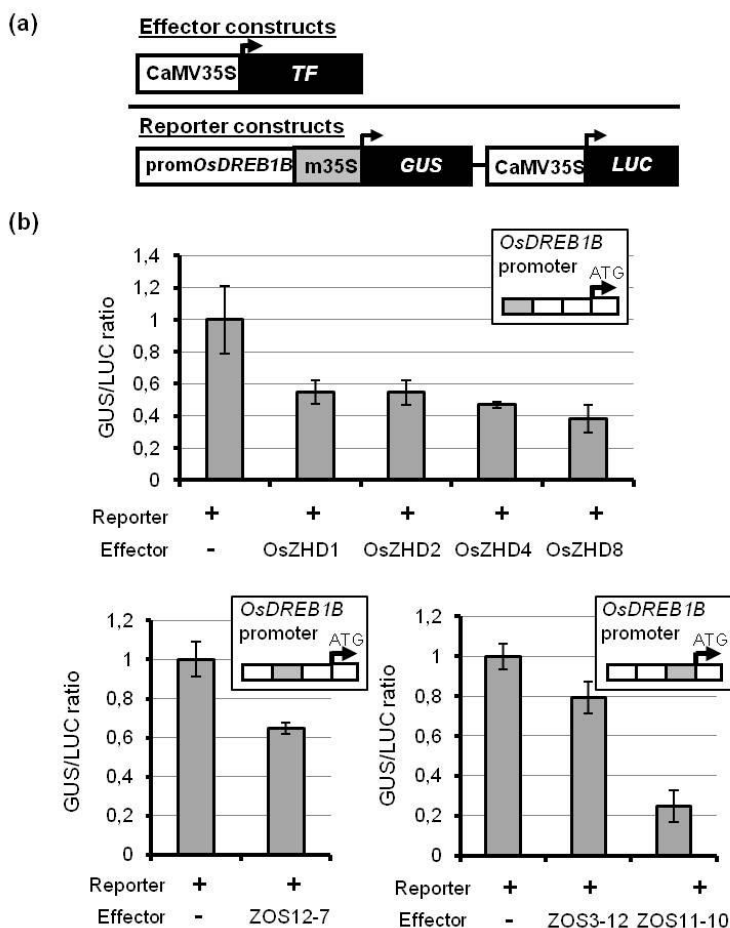 (a)
Effector constructs
CaMV35S TF
Reporter constructs
promOsDREB1B m35S GUS CaMV35S LUC
(b)
GUS/LUC ratio
1,4
1,2
1
0,8
0,6
0,4
0,2
0
OsDREB1B
promoter
ATG
Reporter + + + + +
Effector - OsZHD1 OsZHD2 OsZHD4 OsZHD8
GUS/LUC ratio
1,2
1
0,8
0,6
0,4
0,2
0
OsDREB1B
promoter
ATG
Reporter + +
Effector - ZOS12-7
GUS/LUC ratio
1,2
1
0,8
0,6
0,4
0,2
0
OsDREB1B
promoter
ATG
Reporter + + +
Effector - ZOS3-12 ZOS11-10